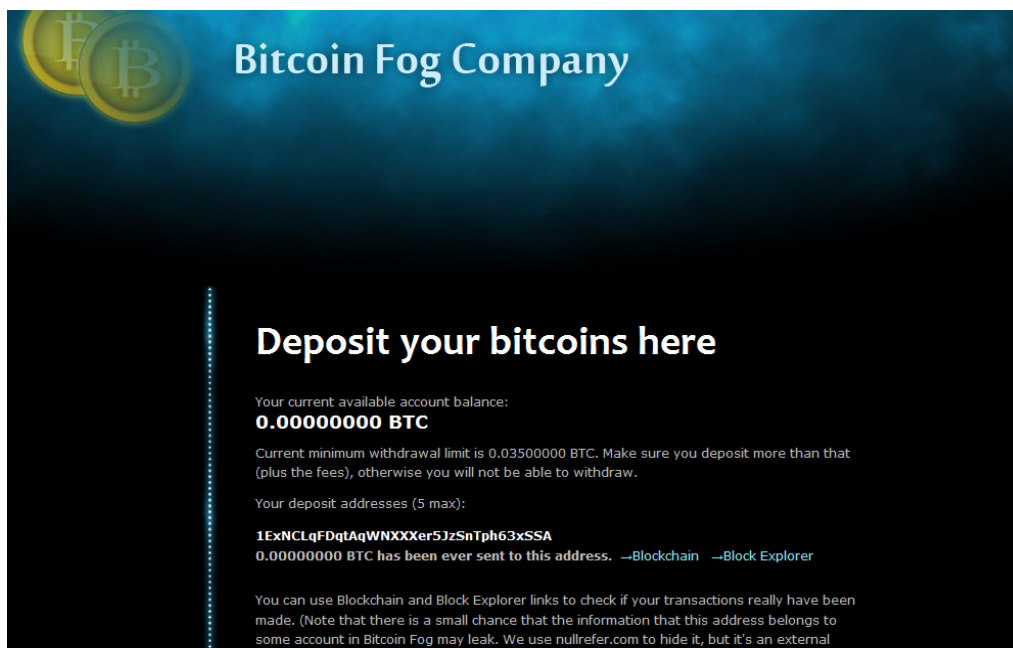 Bitcoin Fog Company
Deposit your bitcoins here
Your current available account balance:
0.00000000 BTC
Current minimum withdrawal limit is 0.03500000 BTC. Make sure you deposit more than that
(plus the fees), otherwise you will not be able to withdraw.
Your deposit addresses (5 max):
1ExNCLqFDqtAqWNXXXer5JzSnTph63xSSA
0.00000000 BTC has been ever sent to this address. →Blockchain →Block Explorer
You can use Blockchain and Block Explorer links to check if your transactions really have been
made. (Note that there is a small chance that the information that this address belongs to
some account in Bitcoin Fog may leak. We use nullrefer.com to hide it, but it's an external